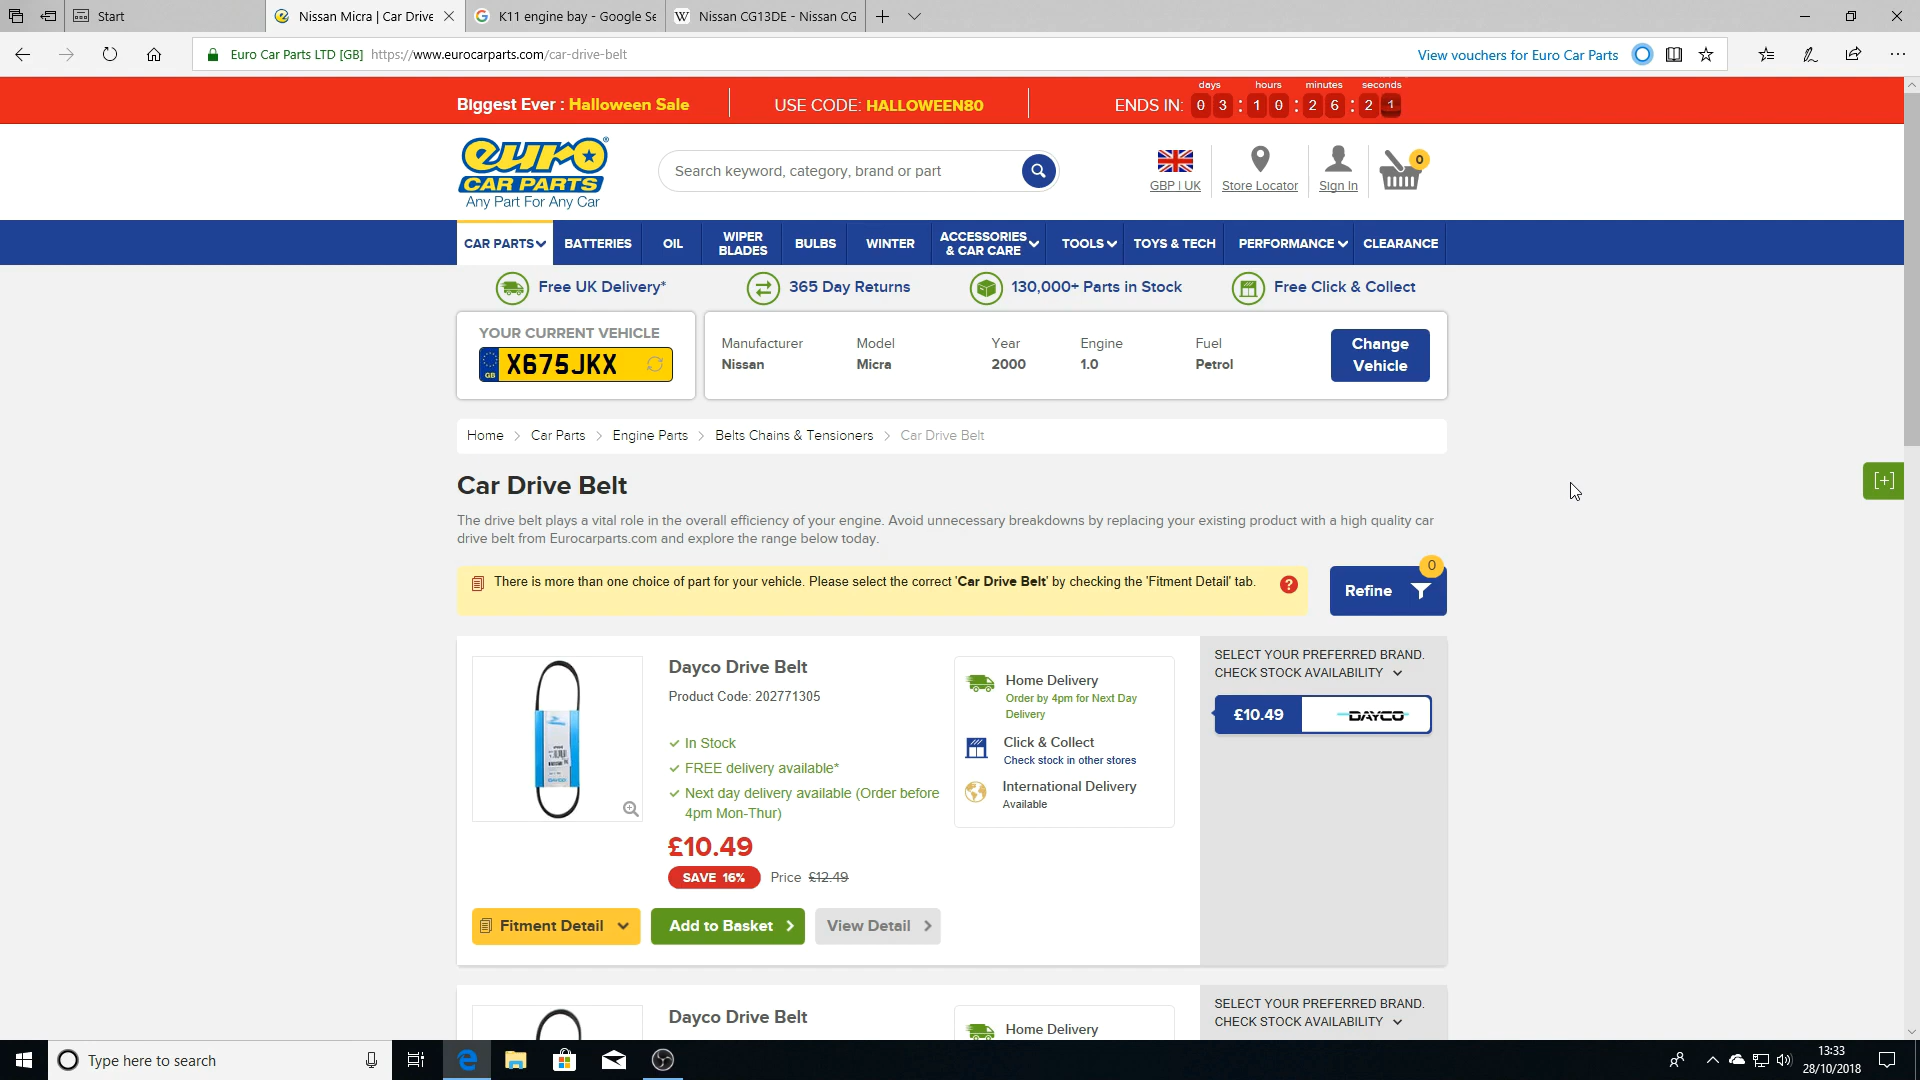 Start
Nissan Micra | Car Drive
K11 engine bay - Google Se
W Nissan CG13DE - Nissan CG
Euro Car Parts LTD [GB] https://www.eurocarparts.com/car-drive-belt
View vouchers for Euro Car Parts
Biggest Ever : Halloween Sale
USE CODE: HALLOWEEN80
days hours minutes seconds
ENDS IN: 0 3 : 1 0 : 2 6 : 2 1
euro
CAR PARTS
Any Part For Any Car
Search keyword, category, brand or part
GBP | UK
Store Locator
Sign In
0
CAR PARTS
BATTERIES
OIL
WIPER
BLADES
BULBS
WINTER
ACCESSORIES
& CAR CARE
TOOLS
TOYS & TECH
PERFORMANCE
CLEARANCE
Free UK Delivery*
365 Day Returns
130,000+ Parts in Stock
Free Click & Collect
YOUR CURRENT VEHICLE
GB X675JKX
Manufacturer Model Year Engine Fuel
Nissan Micra 2000 1.0 Petrol
Change
Vehicle
Home > Car Parts > Engine Parts > Belts Chains & Tensioners > Car Drive Belt
[+]
Car Drive Belt
The drive belt plays a vital role in the overall efficiency of your engine. Avoid unnecessary breakdowns by replacing your existing product with a high quality car
drive belt from Eurocarparts.com and explore the range below today.
There is more than one choice of part for your vehicle. Please select the correct 'Car Drive Belt' by checking the 'Fitment Detail' tab.
?
0
Refine
Dayco Drive Belt
Product Code: 202771305
In Stock
FREE delivery available*
Next day delivery available (Order before
4pm Mon-Thur)
£10.49
SAVE 16% Price £12.49
Fitment Detail
Add to Basket
View Detail
Home Delivery
Order by 4pm for Next Day
Delivery
Click & Collect
Check stock in other stores
International Delivery
Available
SELECT YOUR PREFERRED BRAND.
CHECK STOCK AVAILABILITY
£10.49 DAYCO
Dayco Drive Belt
Home Delivery
SELECT YOUR PREFERRED BRAND.
CHECK STOCK AVAILABILITY
Type here to search
13:33
28/10/2018